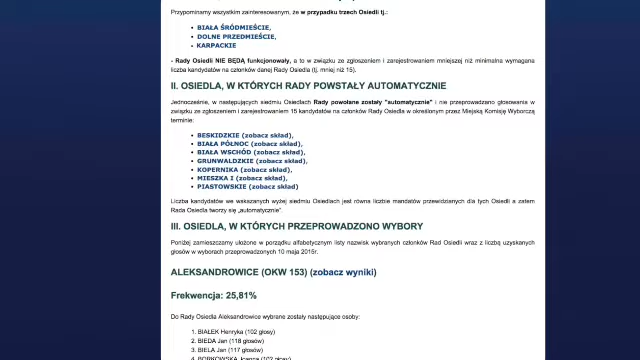 Przypominamy wszystkim zainteresowanym, że w przypadku trzech Osiedli tj.:
BIAŁA ŚRÓDMIEŚCIE,
DOLNE PRZEDMIEŚCIE,
KARPACKIE
- Rady Osiedli NIE BĘDĄ funkcjonowały, a to w związku ze zgłoszeniem i zarejestrowaniem mniejszej niż minimalna wymagana
liczba kandydatów na członków danej Rady Osiedla (tj. mniej niż 15).
II. OSIEDLA, W KTÓRYCH RADY POWSTAŁY AUTOMATYCZNIE
Jednocześnie, w następujących siedmiu Osiedlach Rady powołane zostały "automatycznie" i nie przeprowadzano głosowania w
związku ze zgłoszeniem i zarejestrowaniem 15 kandydatów na członków Rady Osiedla w określonym przez Miejską Komisję Wyborczą
terminie:
BESKIDZKIE (zobacz skład),
BIAŁA PÓŁNOC (zobacz skład),
BIAŁA WSCHÓD (zobacz skład),
GRUNWALDZKIE (zobacz skład),
KOPERNIKA (zobacz skład),
MIESZKA I (zobacz skład),
PIASTOWSKIE (zobacz skład)
Liczba kandydatów we wskazanych wyżej siedmiu Osiedlach jest równa liczbie mandatów przewidzianych dla tych Osiedli a zatem
Rada Osiedla tworzy się „automatycznie".
III. OSIEDLA, W KTÓRYCH PRZEPROWADZONO WYBORY
Poniżej zamieszczamy ułożone w porządku alfabetycznym listy nazwisk wybranych członków Rad Osiedli wraz z liczbą uzyskanych
głosów w wyborach przeprowadzonych 10 maja 2015r.
ALEKSANDROWICE (OKW 153) (zobacz wyniki)
Frekwencja: 25,81%
Do Rady Osiedla Aleksandrowice wybrane zostały następujące osoby:
1. BIAŁEK Henryka (102 głosy)
2. BIEDA Jan (118 głosów)
3. BIELA Jan (117 głosów)
4. BORKOWSKA (102 głosy)